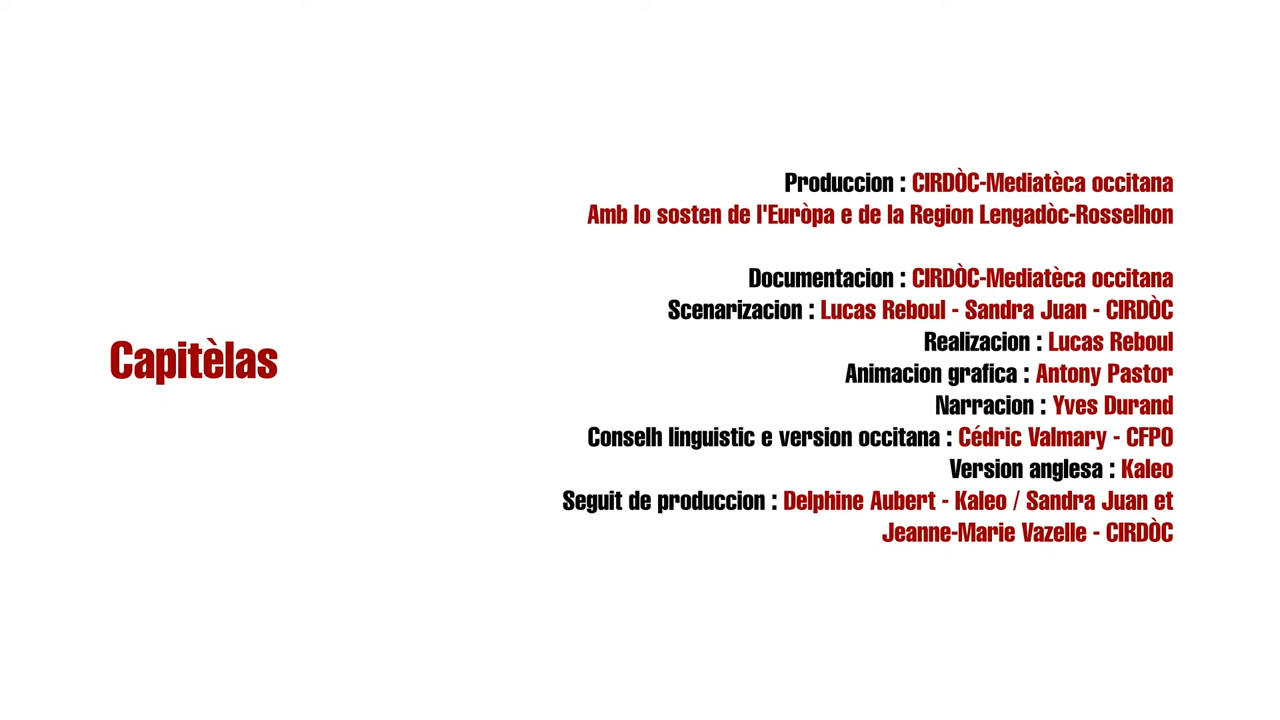 Capitèlas
Produccion : CIRDÒC-Mediatèca occitana
Amb lo sosten de l'Euròpa e de la Region Lengadòc-Rosselhon
Documentacion : CIRDÒC-Mediatèca occitana
Scenarizacion : Lucas Reboul - Sandra Juan - CIRDÒC
Realizacion : Lucas Reboul
Animacion grafica : Antony Pastor
Narracion : Yves Durand
Conselh linguistic e version occitana : Cédric Valmary - CFPO
Version anglesa : Kaleo
Seguit de produccion : Delphine Aubert - Kaleo / Sandra Juan et
Jeanne-Marie Vazelle - CIRDÒC